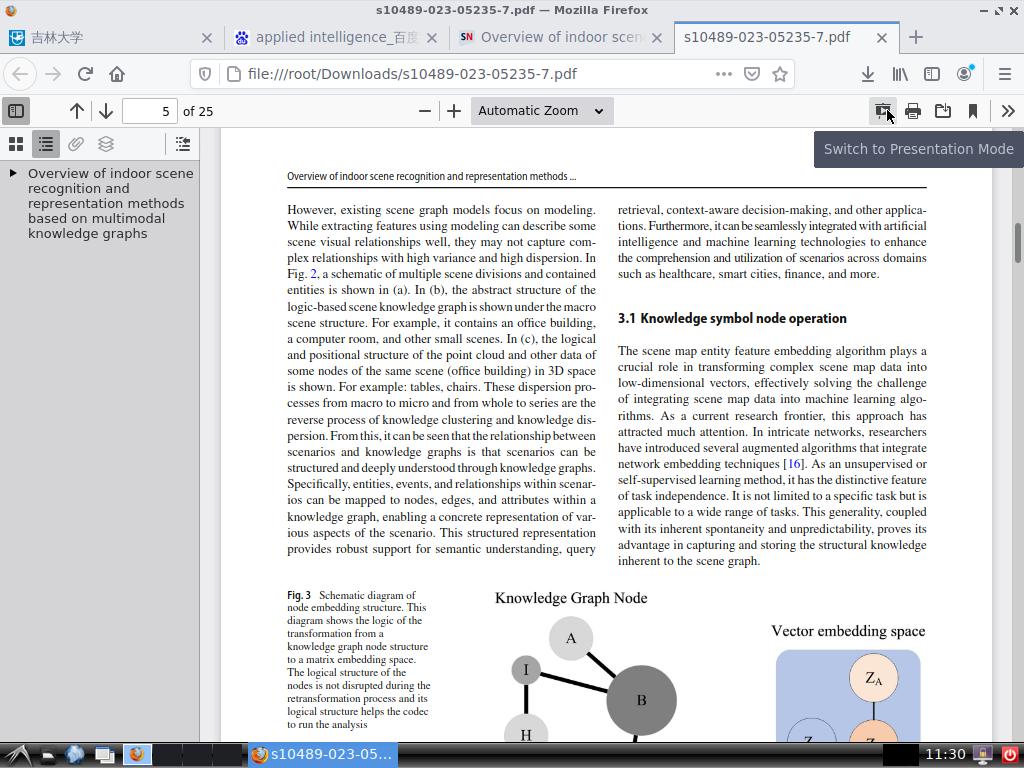 s10489-023-05235-7.pdf — Mozilla Firefox
吉林大学
applied intelligence_百度
SN Overview of indoor scen
s10489-023-05235-7.pdf
file:///root/Downloads/s10489-023-05235-7.pdf
5 of 25
Automatic Zoom
Switch to Presentation Mode
Overview of indoor scene
recognition and
representation methods
based on multimodal
knowledge graphs
Overview of indoor scene recognition and representation methods ...
However, existing scene graph models focus on modeling.
While extracting features using modeling can describe some
scene visual relationships well, they may not capture com-
plex relationships with high variance and high dispersion. In
Fig. 2, a schematic of multiple scene divisions and contained
entities is shown in (a). In (b), the abstract structure of the
logic-based scene knowledge graph is shown under the macro
scene structure. For example, it contains an office building,
a computer room, and other small scenes. In (c), the logical
and positional structure of the point cloud and other data of
some nodes of the same scene (office building) in 3D space
is shown. For example: tables, chairs. These dispersion pro-
cesses from macro to micro and from whole to series are the
reverse process of knowledge clustering and knowledge dis-
persion. From this, it can be seen that the relationship between
scenarios and knowledge graphs is that scenarios can be
structured and deeply understood through knowledge graphs.
Specifically, entities, events, and relationships within scenar-
ios can be mapped to nodes, edges, and attributes within a
knowledge graph, enabling a concrete representation of var-
ious aspects of the scenario. This structured representation
provides robust support for semantic understanding, query
retrieval, context-aware decision-making, and other applica-
tions. Furthermore, it can be seamlessly integrated with artificial
intelligence and machine learning technologies to enhance
the comprehension and utilization of scenarios across domains
such as healthcare, smart cities, finance, and more.
3.1 Knowledge symbol node operation
The scene map entity feature embedding algorithm plays a
crucial role in transforming complex scene map data into
low-dimensional vectors, effectively solving the challenge
of integrating scene map data into machine learning algo-
rithms. As a current research frontier, this approach has
attracted much attention. In intricate networks, researchers
have introduced several augmented algorithms that integrate
network embedding techniques [16]. As an unsupervised or
self-supervised learning method, it has the distinctive feature
of task independence. It is not limited to a specific task but is
applicable to a wide range of tasks. This generality, coupled
with its inherent spontaneity and unpredictability, proves its
advantage in capturing and storing the structural knowledge
inherent to the scene graph.
Fig. 3 Schematic diagram of
node embedding structure. This
diagram shows the logic of the
transformation from a
knowledge graph node structure
to a matrix embedding space.
The logical structure of the
nodes is not disrupted during the
retransformation process and its
logical structure helps the codec
to run the analysis
Knowledge Graph Node
A
I
B
H
Vector embedding space
ZA
s10489-023-05...
11:30